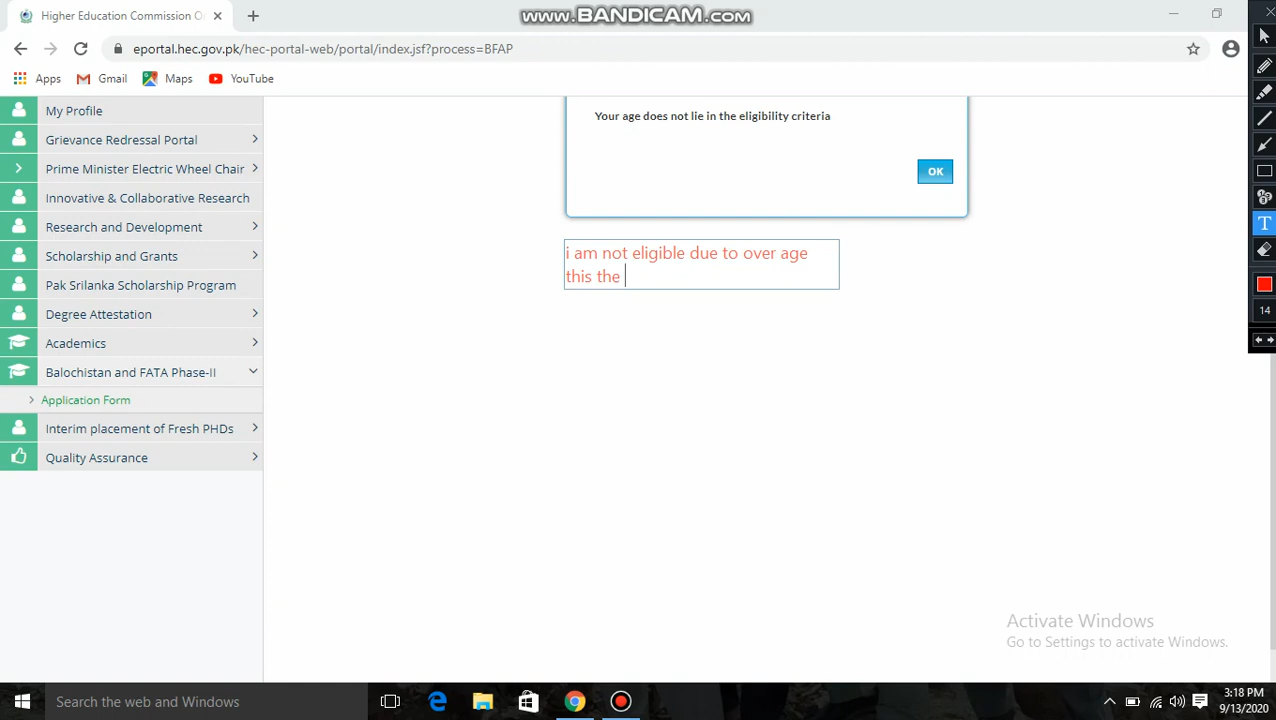 Higher Education Commission O
www.BANDICAM.com
eportal.hec.gov.pk/hec-portal-web/portal/index.jsf?process=BFAP
Apps
Gmail
Maps
YouTube
My Profile
Grievance Redressal Portal
Prime Minister Electric Wheel Chair
Innovative & Collaborative Research
Research and Development
Scholarship and Grants
Pak Srilanka Scholarship Program
Degree Attestation
Academics
Balochistan and FATA Phase-II
Application Form
Interim placement of Fresh PHDs
Quality Assurance
Your age does not lie in the eligibility criteria
OK
i am not eligible due to over age
this the
T
14
Activate Windows
Go to Settings to activate Windows.
Search the web and Windows
3:18 PM
9/13/2020